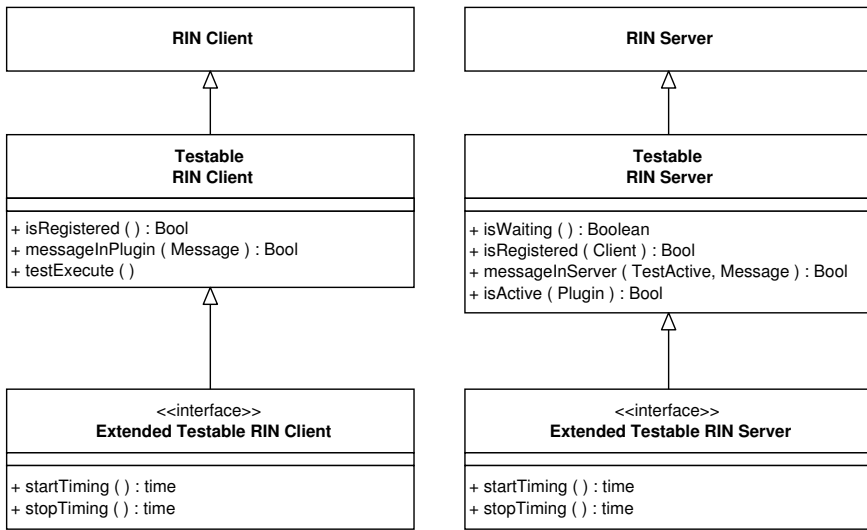 RIN Client
Testable
RIN Client
+ isRegistered ( ) : Bool
+ messageInPlugin ( Message ) : Bool
+ testExecute ( )
<<interface>>
Extended Testable RIN Client
+ startTiming ( ) : time
+ stopTiming ( ) : time
RIN Server
Testable
RIN Server
+ isWaiting ( ) : Boolean
+ isRegistered ( Client ) : Bool
+ messageInServer ( TestActive, Message ) : Bool
+ isActive ( Plugin ) : Bool
<<interface>>
Extended Testable RIN Server
+ startTiming ( ) : time
+ stopTiming ( ) : time